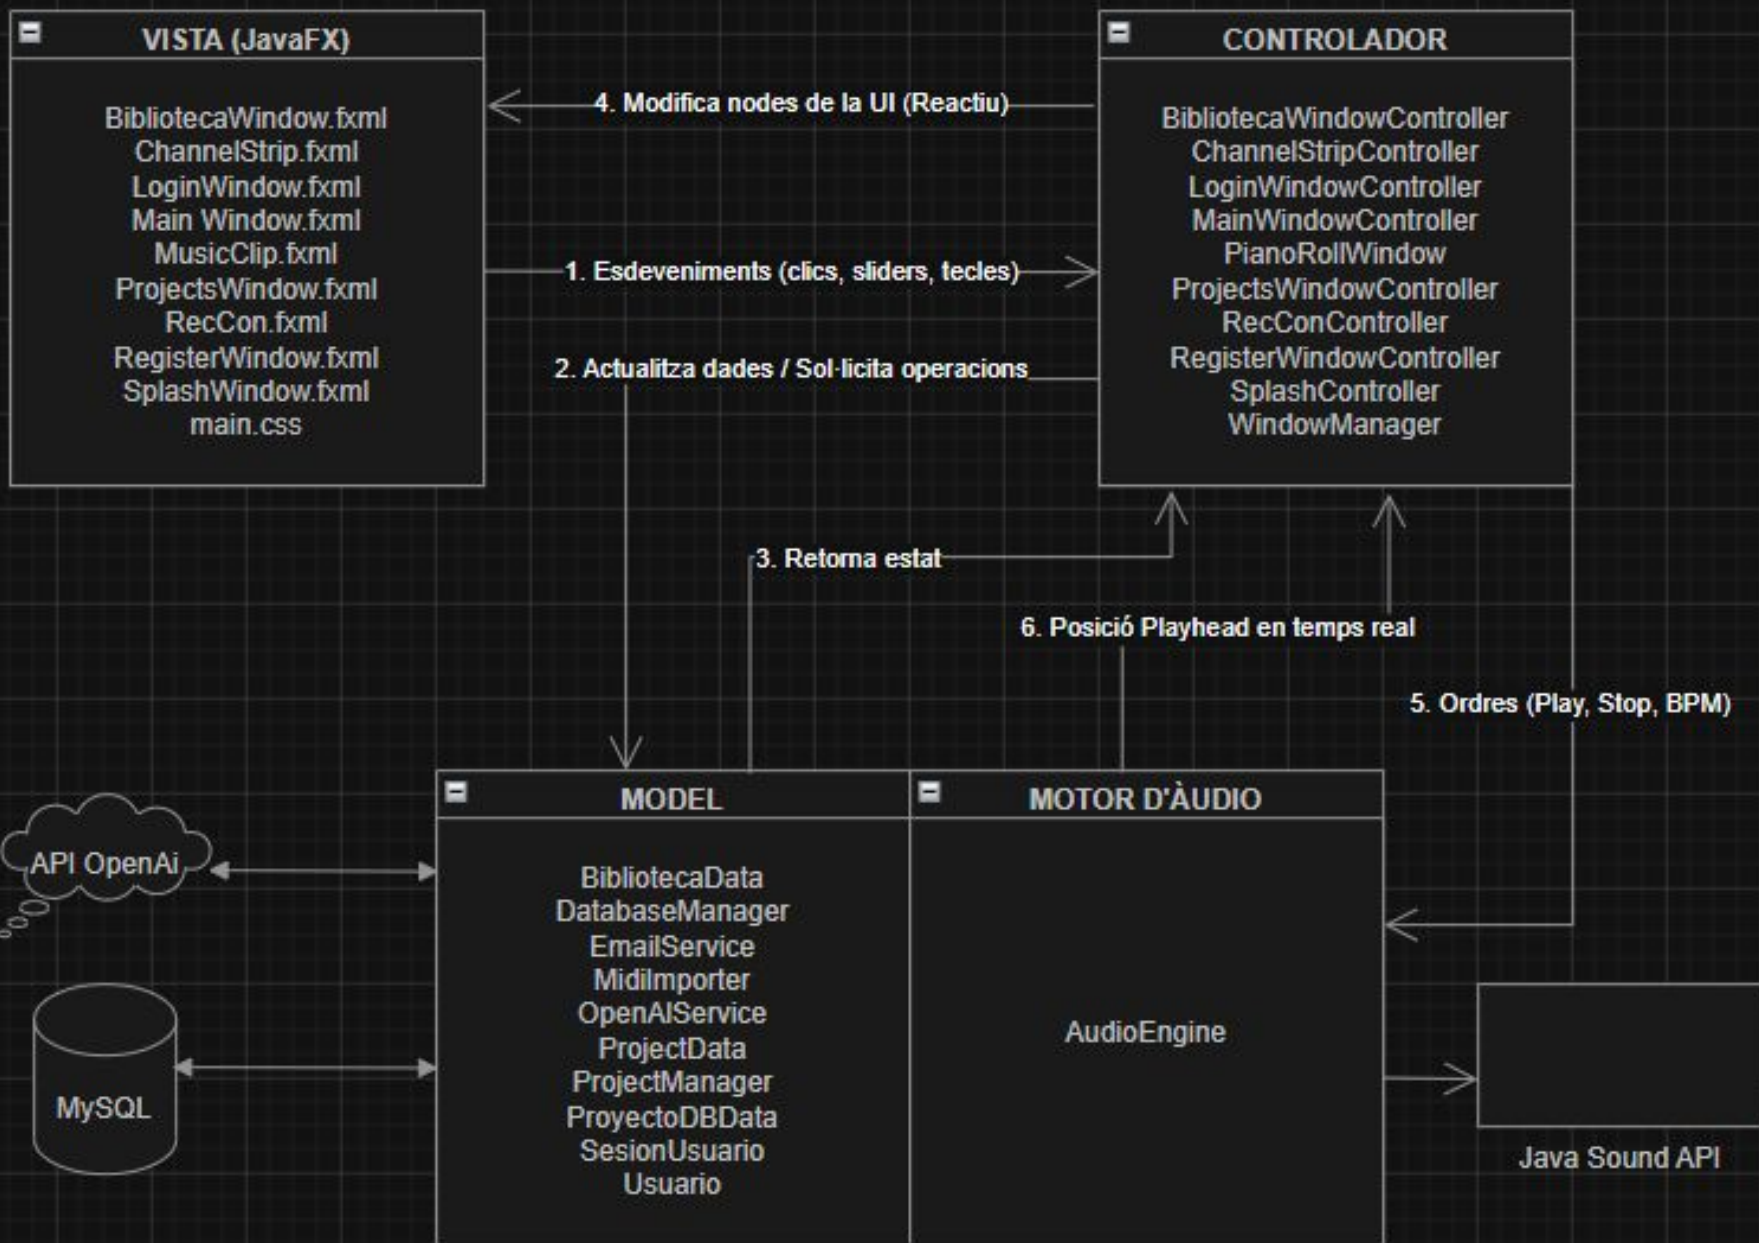 VISTA (JavaFX)
BibliotecaWindow.fxml
ChannelStrip.fxml
LoginWindow.fxml
Main Window.fxml
MusicClip.fxml
ProjectsWindow.fxml
RecCon.fxml
RegisterWindow.fxml
SplashWindow.fxml
main.css
4. Modifica nodes de la UI (Reactiu)
1. Esdeveniments (clics, sliders, tecles)
2. Actualitza dades / Sol·licita operacions
CONTROLADOR
BibliotecaWindowController
ChannelStripController
LoginWindowController
MainWindowController
PianoRollWindow
ProjectsWindowController
RecConController
RegisterWindowController
SplashController
WindowManager
3. Retorna estat
6. Posició Playhead en temps real
5. Ordres (Play, Stop, BPM)
API OpenAi
MySQL
MODEL
BibliotecaData
DatabaseManager
EmailService
MidiImporter
OpenAIService
ProjectData
ProjectManager
ProyectoDBData
SesionUsuario
Usuario
MOTOR D'ÀUDIO
AudioEngine
Java Sound API